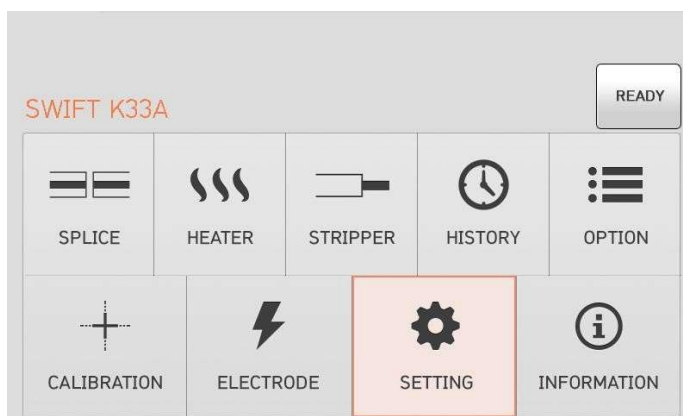 READY
SWIFT K33A
SPLICE HEATER STRIPPER HISTORY OPTION
CALIBRATION ELECTRODE SETTING INFORMATION